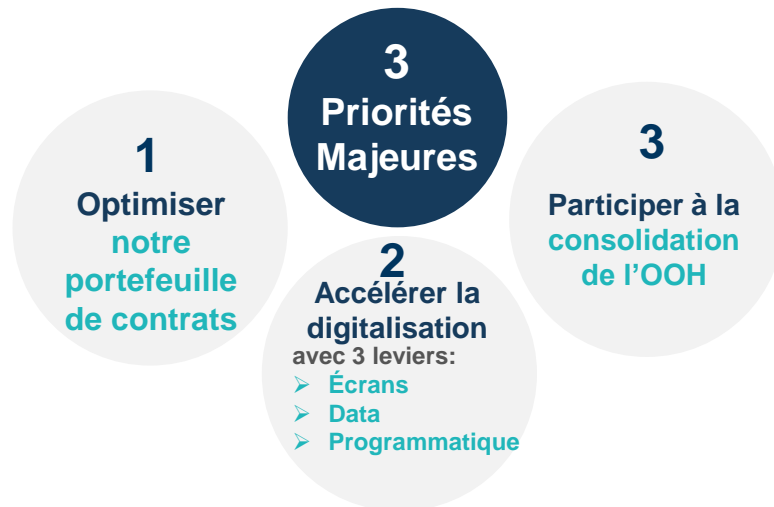 3
Priorités
Majeures
1
Optimiser
notre
portefeuille
de contrats
2
Accélérer la
digitalisation
avec 3 leviers:
➢ Écrans
➢ Data
➢ Programmatique
3
Participer à la
consolidation
de l’OOH